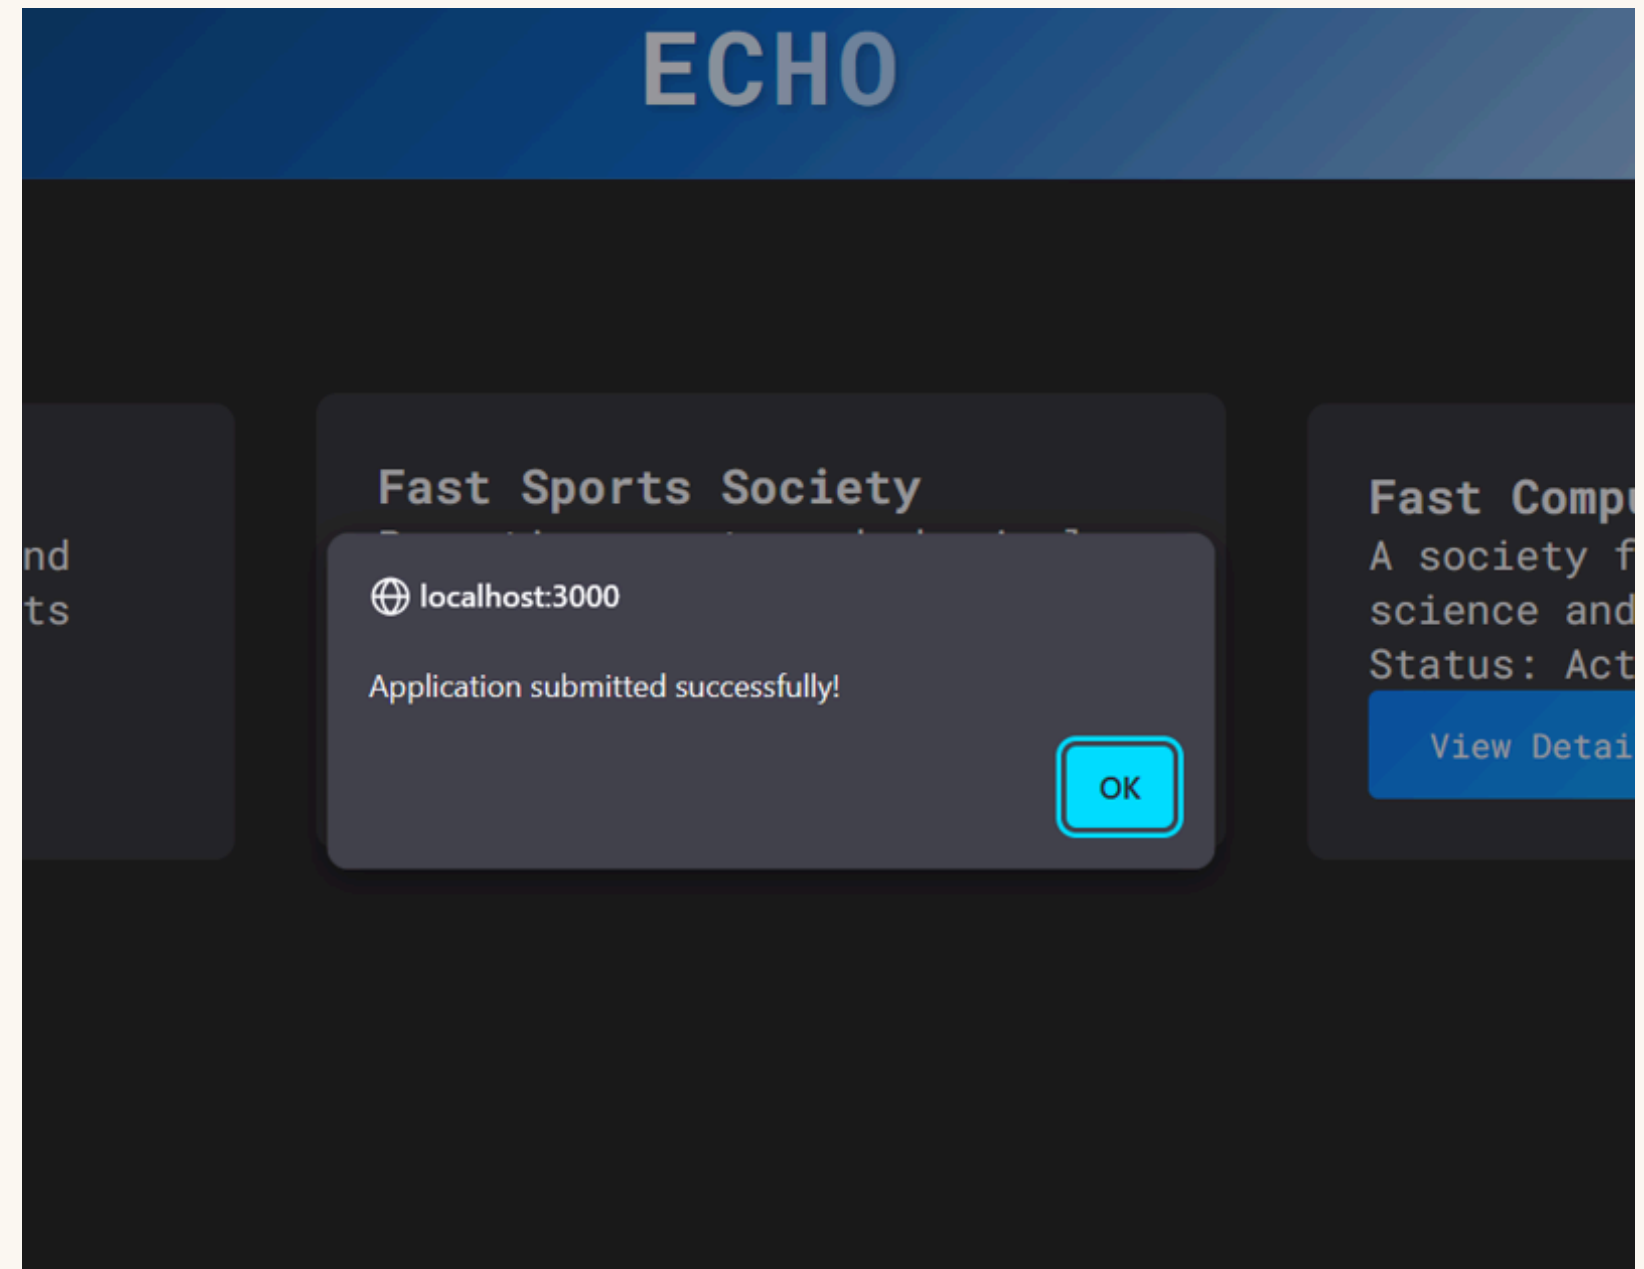 ECHO
nd
ts
Fast Sports Society
localhost:3000
Application submitted successfully!
OK
Fast Compu
A society f
science and
Status: Act
View Detai